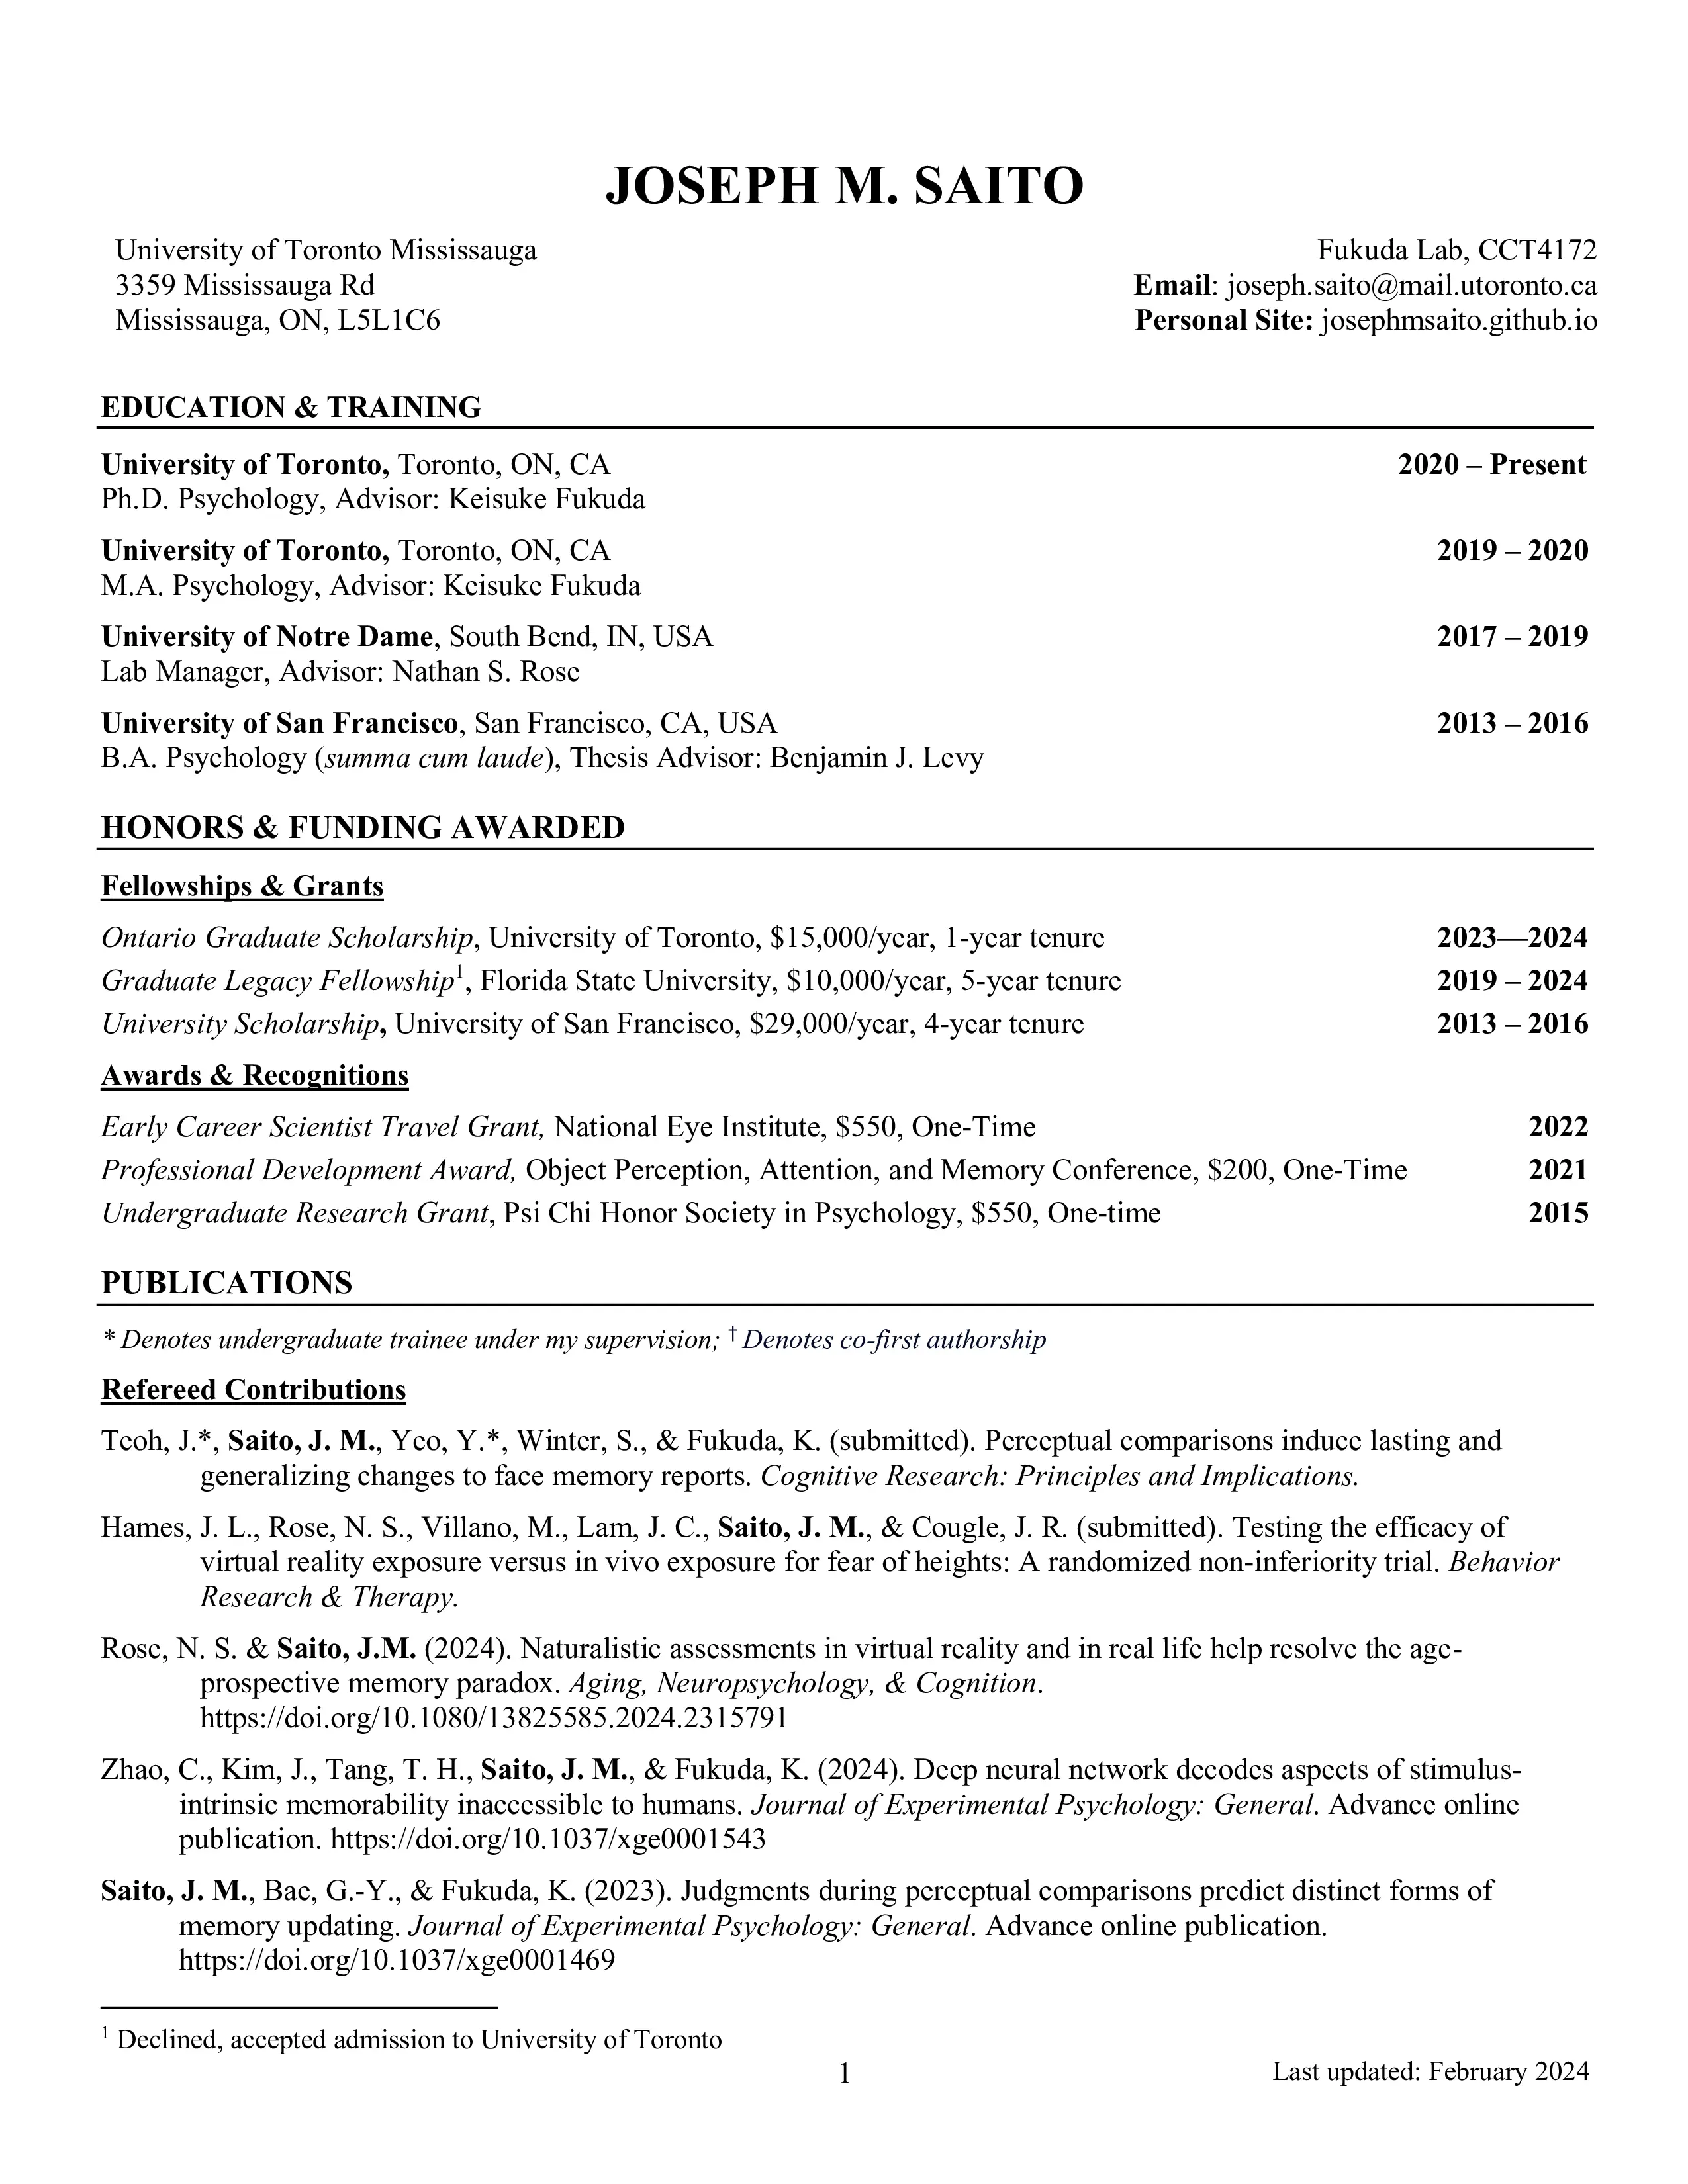 JOSEPH M. SAITO
University of Toronto Mississauga
3359 Mississauga Rd
Mississauga, ON, L5L1C6
Fukuda Lab, CCT4172
Email: joseph.saito@mail.utoronto.ca
Personal Site: josephmsaito.github.io
EDUCATION & TRAINING
University of Toronto, Toronto, ON, CA 2020 – Present
Ph.D. Psychology, Advisor: Keisuke Fukuda
University of Toronto, Toronto, ON, CA 2019 – 2020
M.A. Psychology, Advisor: Keisuke Fukuda
University of Notre Dame, South Bend, IN, USA 2017 – 2019
Lab Manager, Advisor: Nathan S. Rose
University of San Francisco, San Francisco, CA, USA 2013 – 2016
B.A. Psychology (summa cum laude), Thesis Advisor: Benjamin J. Levy
HONORS & FUNDING AWARDED
Fellowships & Grants
Ontario Graduate Scholarship, University of Toronto, $15,000/year, 1-year tenure 2023—2024
Graduate Legacy Fellowship¹, Florida State University, $10,000/year, 5-year tenure 2019 – 2024
University Scholarship, University of San Francisco, $29,000/year, 4-year tenure 2013 – 2016
Awards & Recognitions
Early Career Scientist Travel Grant, National Eye Institute, $550, One-Time 2022
Professional Development Award, Object Perception, Attention, and Memory Conference, $200, One-Time 2021
Undergraduate Research Grant, Psi Chi Honor Society in Psychology, $550, One-time 2015
PUBLICATIONS
* Denotes undergraduate trainee under my supervision; † Denotes co-first authorship
Refereed Contributions
Teoh, J.*, Saito, J. M., Yeo, Y.*, Winter, S., & Fukuda, K. (submitted). Perceptual comparisons induce lasting and
generalizing changes to face memory reports. Cognitive Research: Principles and Implications.
Hames, J. L., Rose, N. S., Villano, M., Lam, J. C., Saito, J. M., & Cougle, J. R. (submitted). Testing the efficacy of
virtual reality exposure versus in vivo exposure for fear of heights: A randomized non-inferiority trial. Behavior
Research & Therapy.
Rose, N. S. & Saito, J.M. (2024). Naturalistic assessments in virtual reality and in real life help resolve the age-
prospective memory paradox. Aging, Neuropsychology, & Cognition.
https://doi.org/10.1080/13825585.2024.2315791
Zhao, C., Kim, J., Tang, T. H., Saito, J. M., & Fukuda, K. (2024). Deep neural network decodes aspects of stimulus-
intrinsic memorability inaccessible to humans. Journal of Experimental Psychology: General. Advance online
publication. https://doi.org/10.1037/xge0001543
Saito, J. M., Bae, G.-Y., & Fukuda, K. (2023). Judgments during perceptual comparisons predict distinct forms of
memory updating. Journal of Experimental Psychology: General. Advance online publication.
https://doi.org/10.1037/xge0001469
¹ Declined, accepted admission to University of Toronto
1
Last updated: February 2024